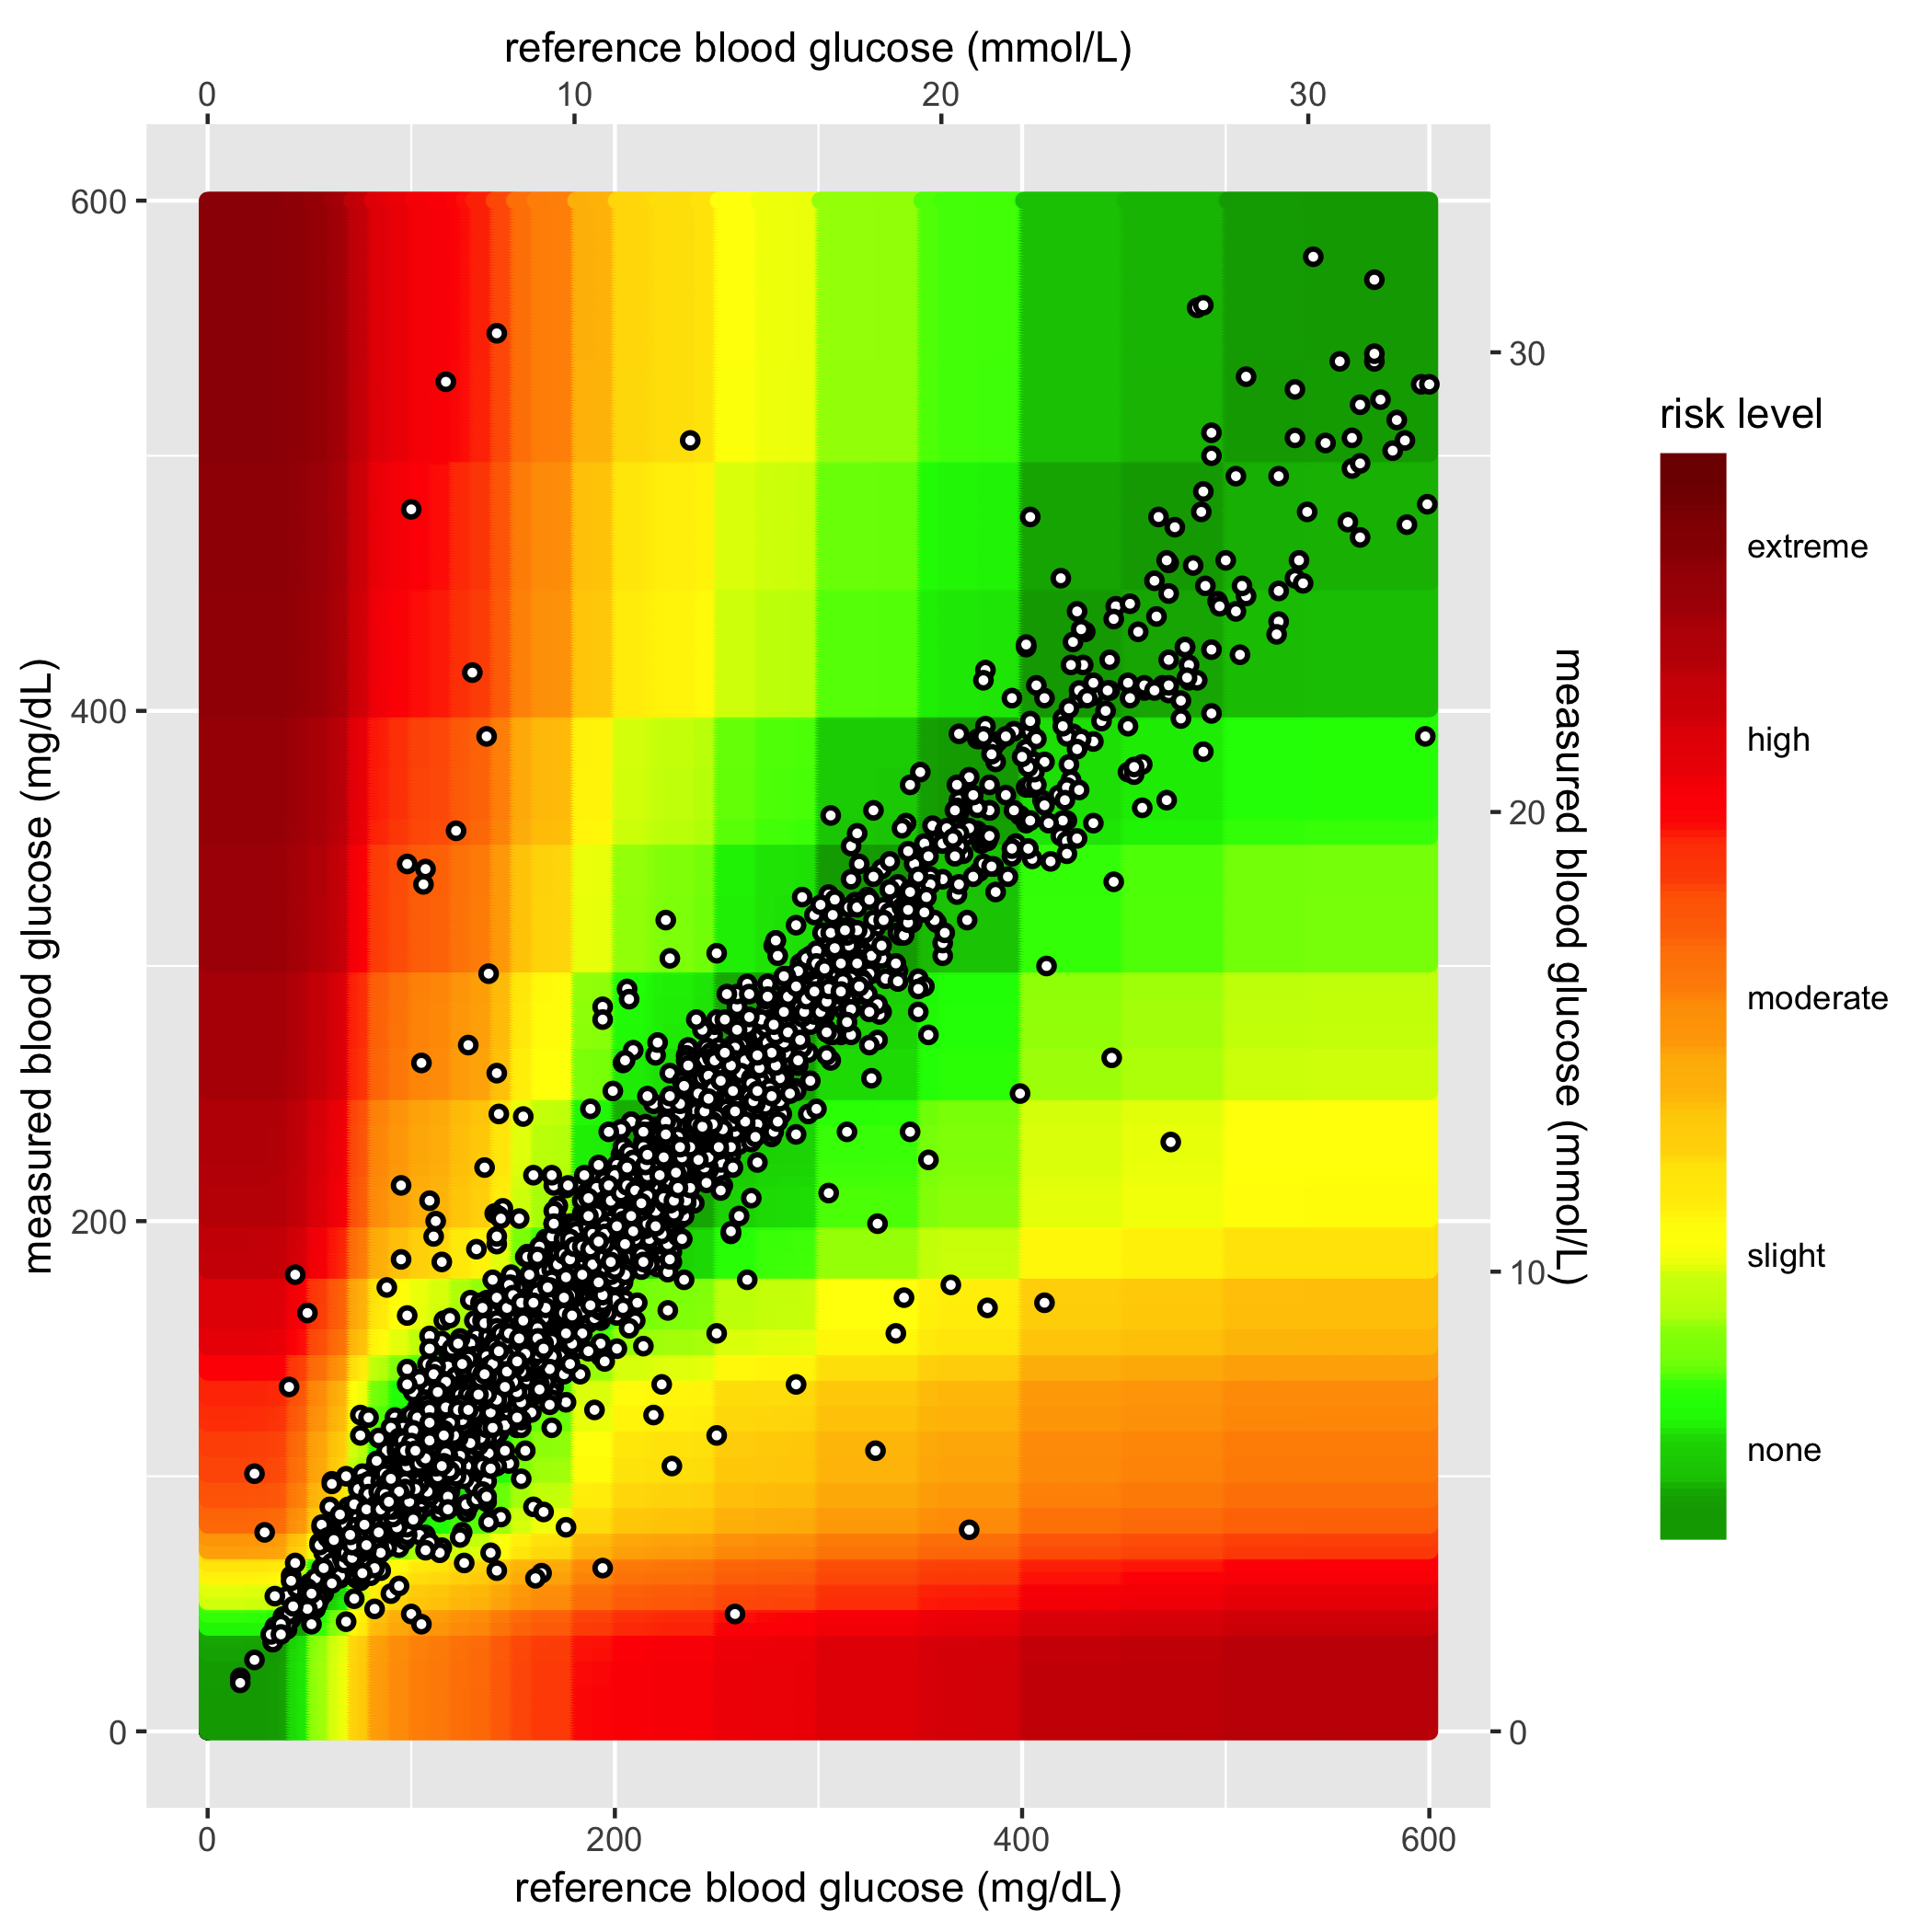 reference blood glucose (mmol/L)
0 10 20 30
measured blood glucose (mg/dL)
600
400
200
0
30
20
10
0
measured blood glucose (mmol/L)
0 200 400 600
reference blood glucose (mg/dL)
risk level
extreme
high
moderate
slight
none